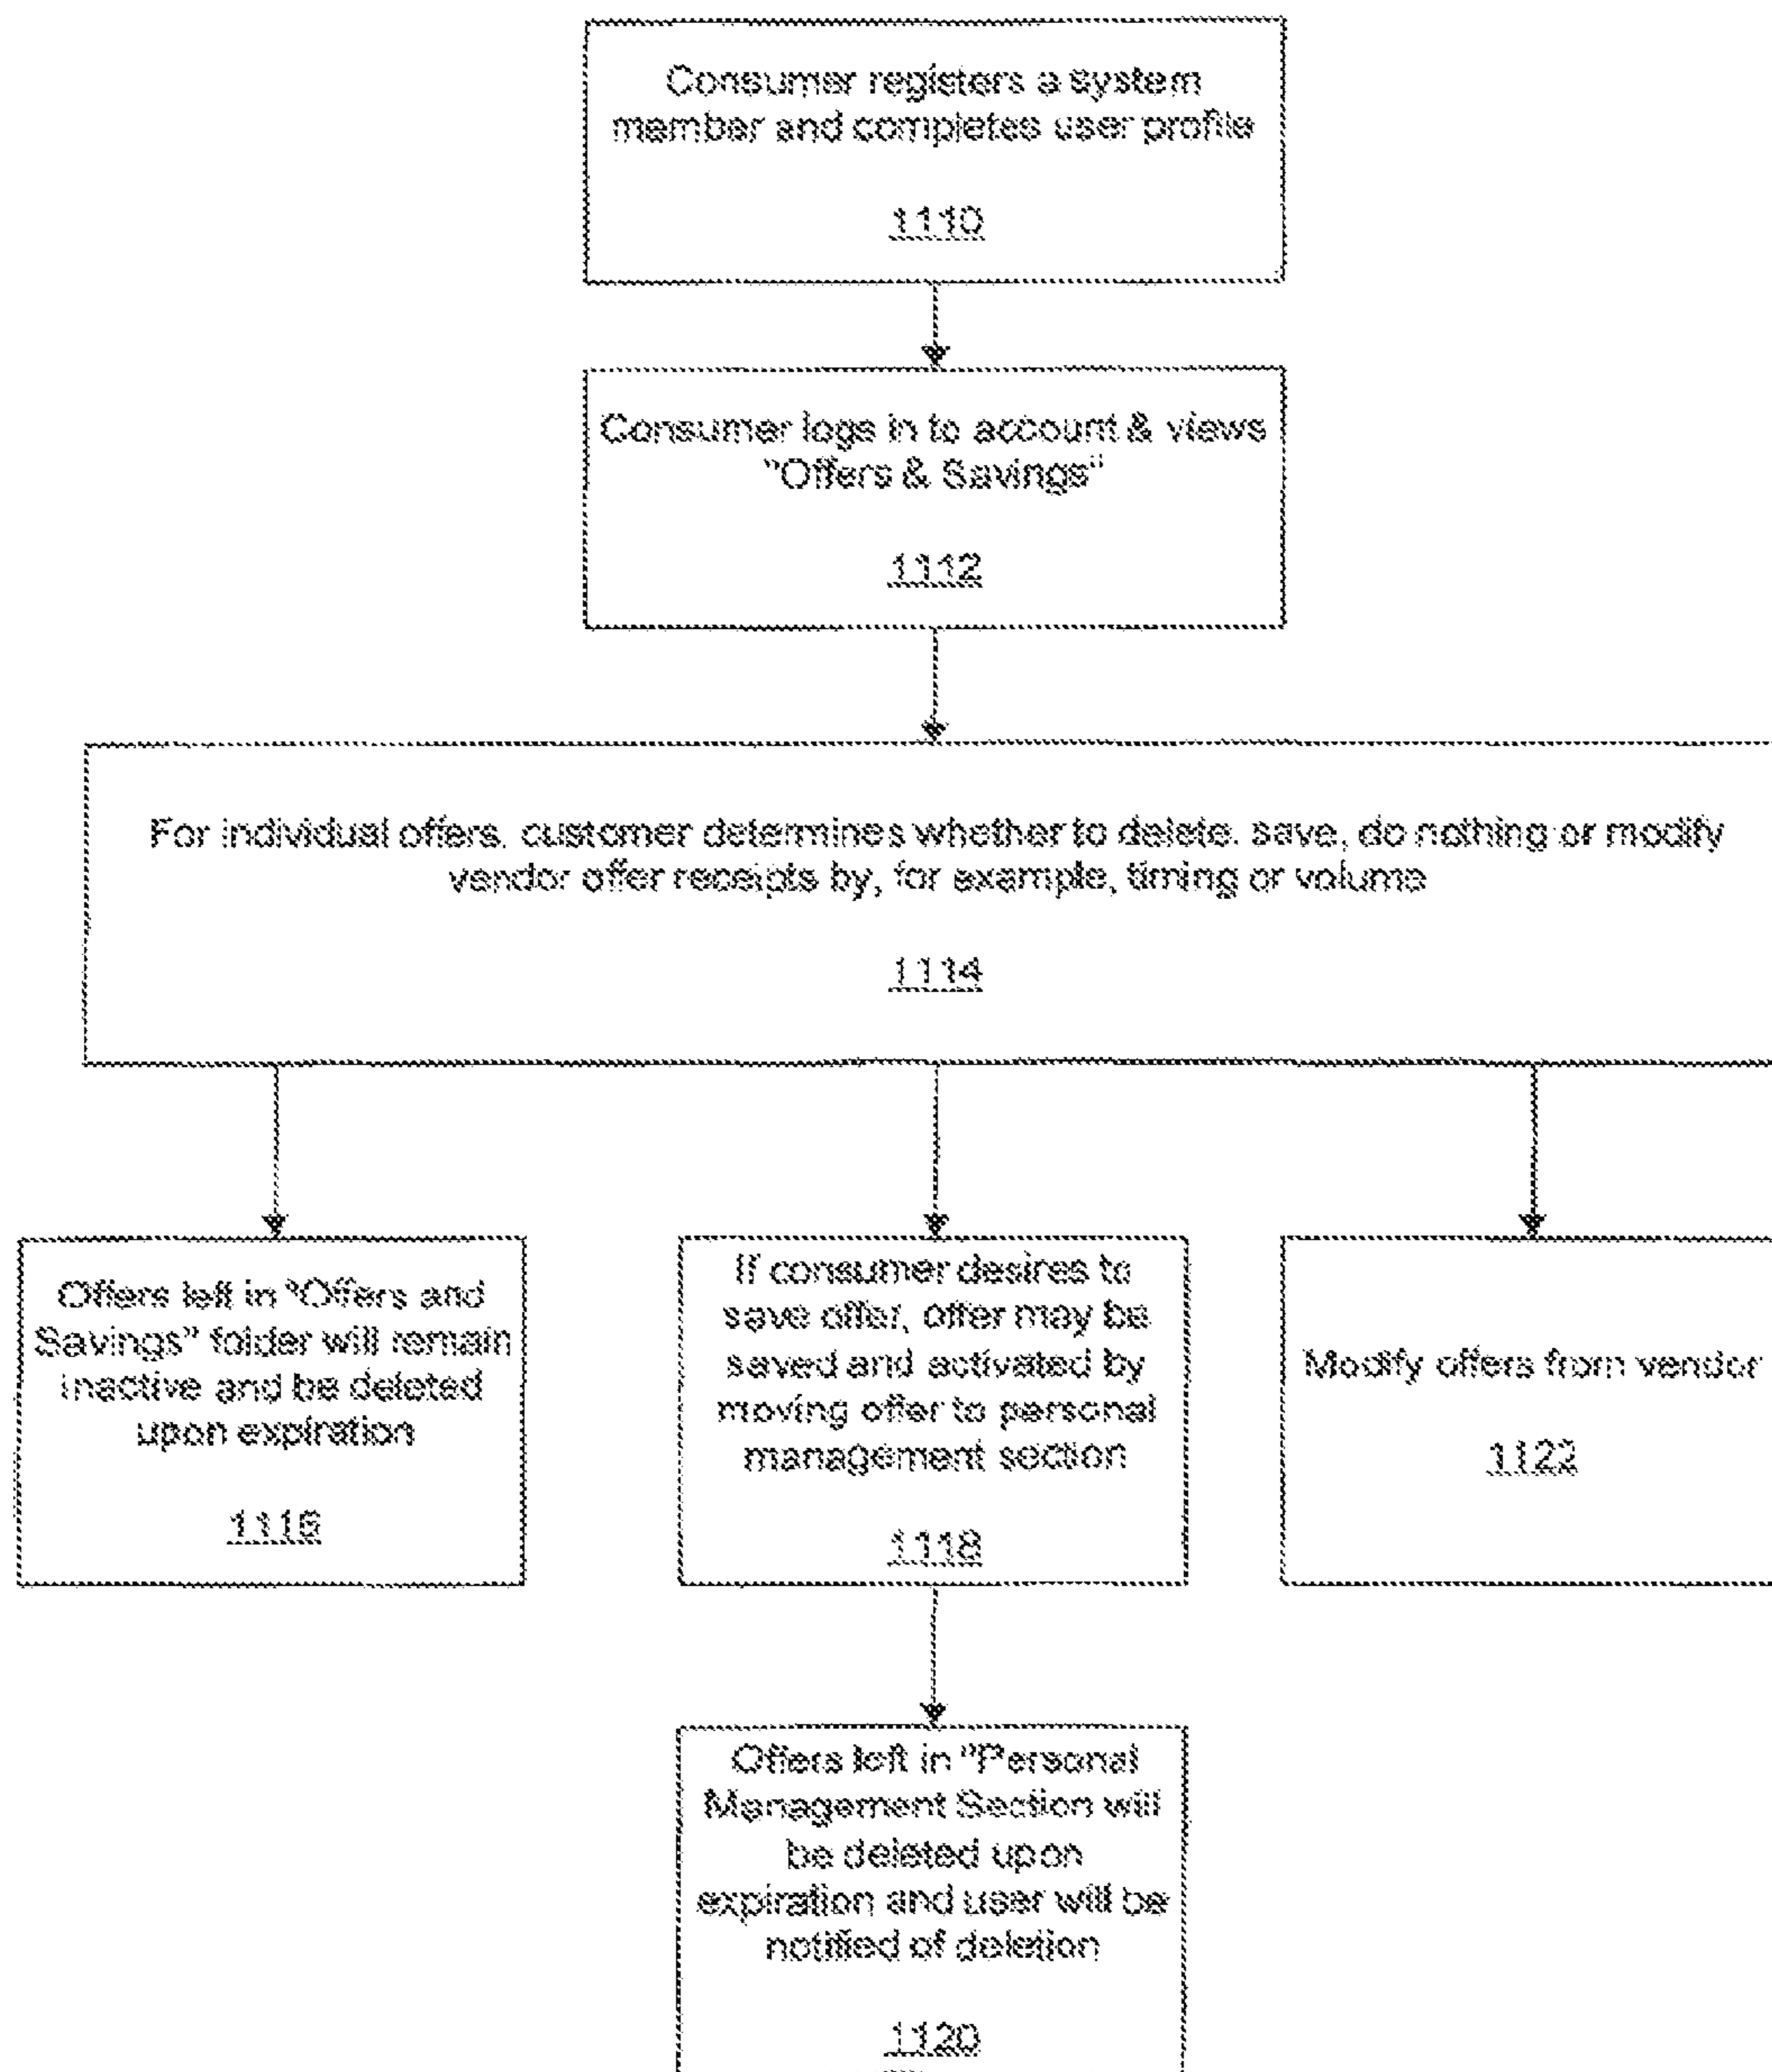 Consumer registers a system
member and completes user profile
1110
Consumer logs in to account & views
"Offers & Savings"
1112
For individual offers, customer determines whether to delete, save, do nothing or modify
vendor offer receipts by, for example, timing or volume
1114
Offers left in "Offers and
Savings" folder will remain
inactive and be deleted
upon expiration
1116
If consumer desires to
save offer, offer may be
saved and activated by
moving offer to personal
management section
1118
Modify offers from vendor
1122
Offers left in "Personal
Management Section will
be deleted upon
expiration and user will be
notified of deletion
1120